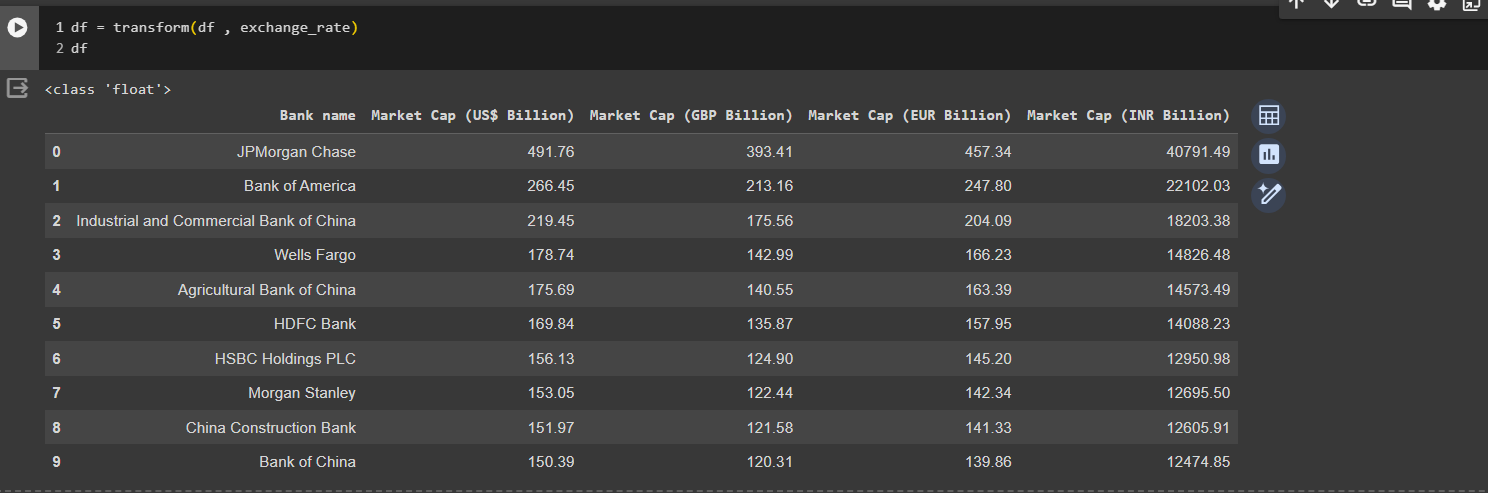 1 df = transform(df , exchange_rate)
2 df
<class 'float'>
Bank name Market Cap (US$ Billion) Market Cap (GBP Billion) Market Cap (EUR Billion) Market Cap (INR Billion)
0 JPMorgan Chase 491.76 393.41 457.34 40791.49
1 Bank of America 266.45 213.16 247.80 22102.03
2 Industrial and Commercial Bank of China 219.45 175.56 204.09 18203.38
3 Wells Fargo 178.74 142.99 166.23 14826.48
4 Agricultural Bank of China 175.69 140.55 163.39 14573.49
5 HDFC Bank 169.84 135.87 157.95 14088.23
6 HSBC Holdings PLC 156.13 124.90 145.20 12950.98
7 Morgan Stanley 153.05 122.44 142.34 12695.50
8 China Construction Bank 151.97 121.58 141.33 12605.91
9 Bank of China 150.39 120.31 139.86 12474.85